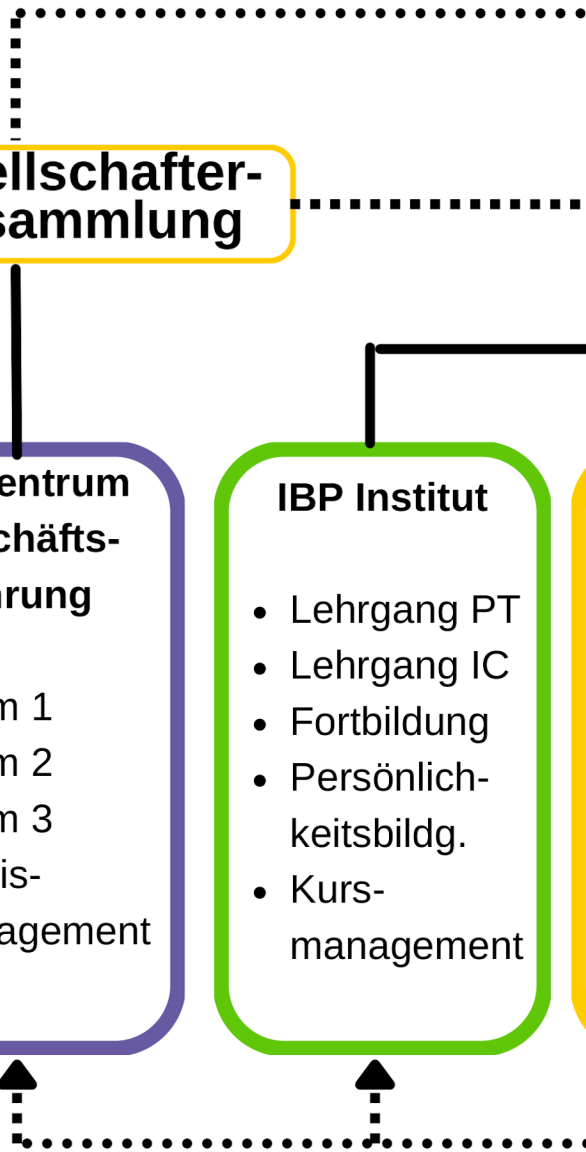 ellschafter-
sammlung
entrum
chäfts-
rung
m 1
m 2
m 3
is-
agement
IBP Institut
• Lehrgang PT
• Lehrgang IC
• Fortbildung
• Persönlich-
keitsbildg.
• Kurs-
management